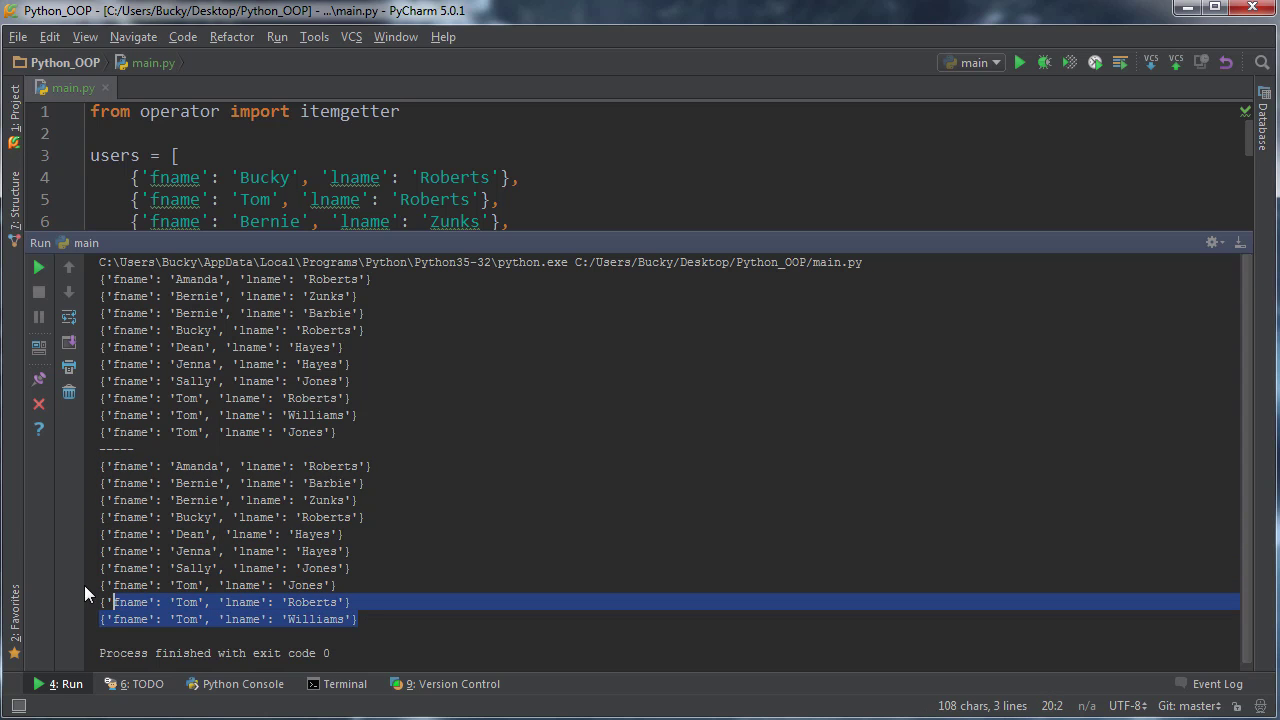 Python_OOP - [C:/Users/Bucky/Desktop/Python_OOP] - ...\main.py - PyCharm 5.0.1
File Edit View Navigate Code Refactor Run Tools VCS Window Help
Python_OOP main.py main VCS VCS
main.py
1: Project
7: Structure
2: Favorites
Database
1 from operator import itemgetter
2
3 users = [
4 {'fname': 'Bucky', 'lname': 'Roberts'},
5 {'fname': 'Tom', 'lname': 'Roberts'},
6 {'fname': 'Bernie', 'lname': 'Zunks'},
Run main
C:\Users\Bucky\AppData\Local\Programs\Python\Python35-32\python.exe C:/Users/Bucky/Desktop/Python_OOP/main.py
{'fname': 'Amanda', 'lname': 'Roberts'}
{'fname': 'Bernie', 'lname': 'Zunks'}
{'fname': 'Bernie', 'lname': 'Barbie'}
{'fname': 'Bucky', 'lname': 'Roberts'}
{'fname': 'Dean', 'lname': 'Hayes'}
{'fname': 'Jenna', 'lname': 'Hayes'}
{'fname': 'Sally', 'lname': 'Jones'}
{'fname': 'Tom', 'lname': 'Roberts'}
{'fname': 'Tom', 'lname': 'Williams'}
{'fname': 'Tom', 'lname': 'Jones'}
-----
{'fname': 'Amanda', 'lname': 'Roberts'}
{'fname': 'Bernie', 'lname': 'Barbie'}
{'fname': 'Bernie', 'lname': 'Zunks'}
{'fname': 'Bucky', 'lname': 'Roberts'}
{'fname': 'Dean', 'lname': 'Hayes'}
{'fname': 'Jenna', 'lname': 'Hayes'}
{'fname': 'Sally', 'lname': 'Jones'}
{'fname': 'Tom', 'lname': 'Jones'}
{'fname': 'Tom', 'lname': 'Roberts'}
{'fname': 'Tom', 'lname': 'Williams'}
Process finished with exit code 0
4: Run 6: TODO Python Console Terminal 9: Version Control Event Log
108 chars, 3 lines 20:2 n/a UTF-8 Git: master